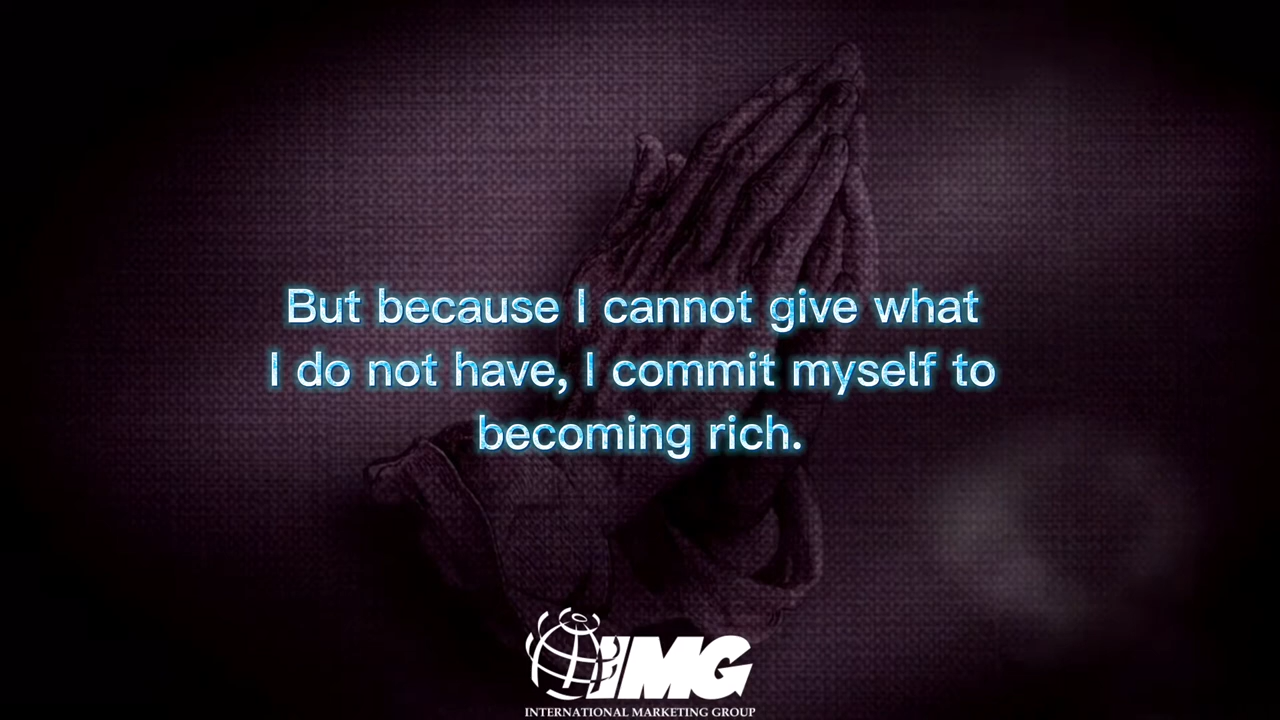 But because I cannot give what
I do not have, I commit myself to
becoming rich.
IMG
INTERNATIONAL MARKETING GROUP